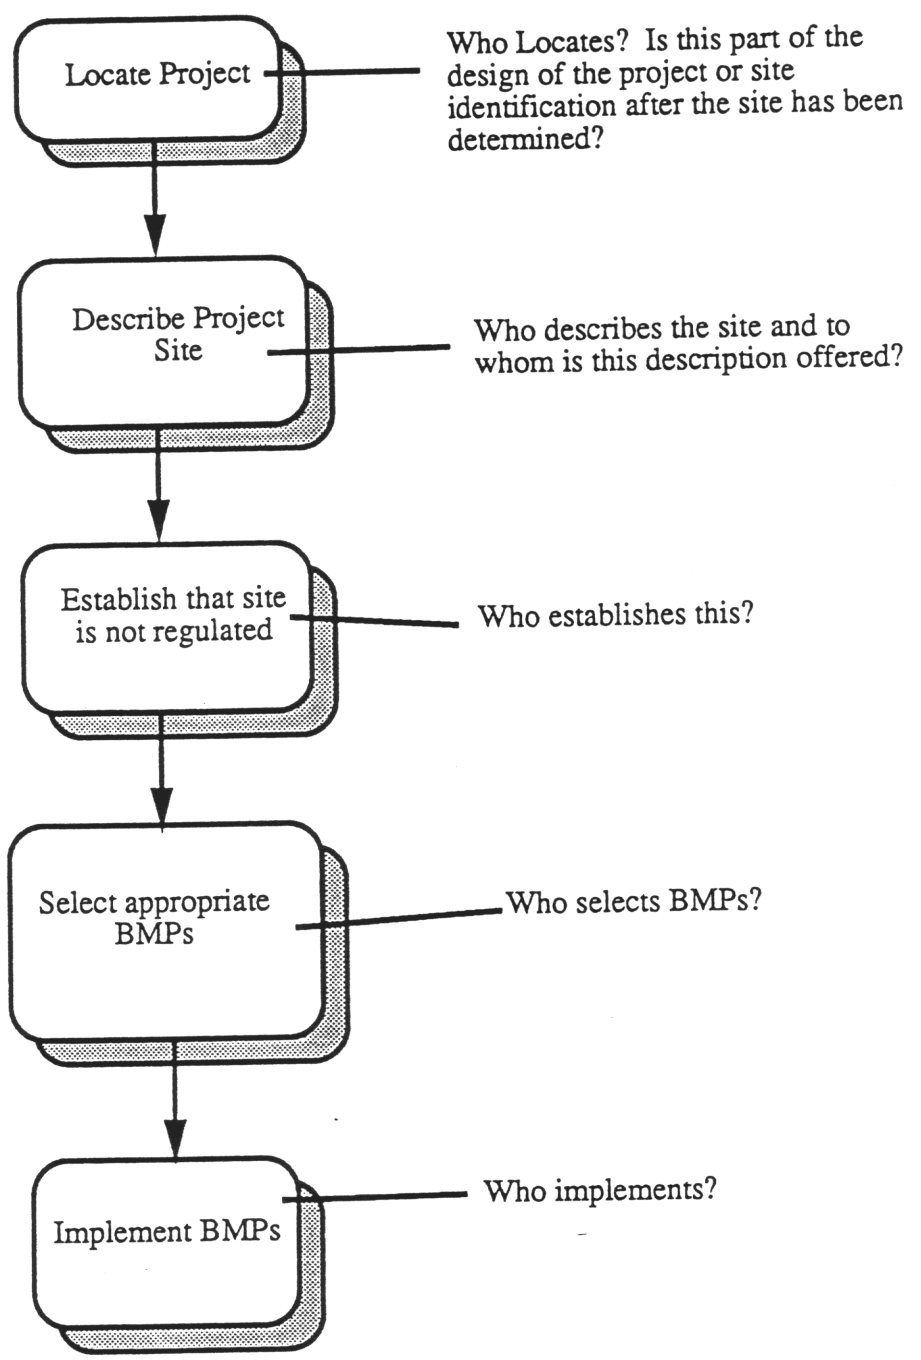 Locate Project
Who Locates? Is this part of the
design of the project or site
identification after the site has been
determined?
Describe Project
Site
Who describes the site and to
whom is this description offered?
Establish that site
is not regulated
Who establishes this?
Select appropriate
BMPs
Who selects BMPs?
Implement BMPs
Who implements?